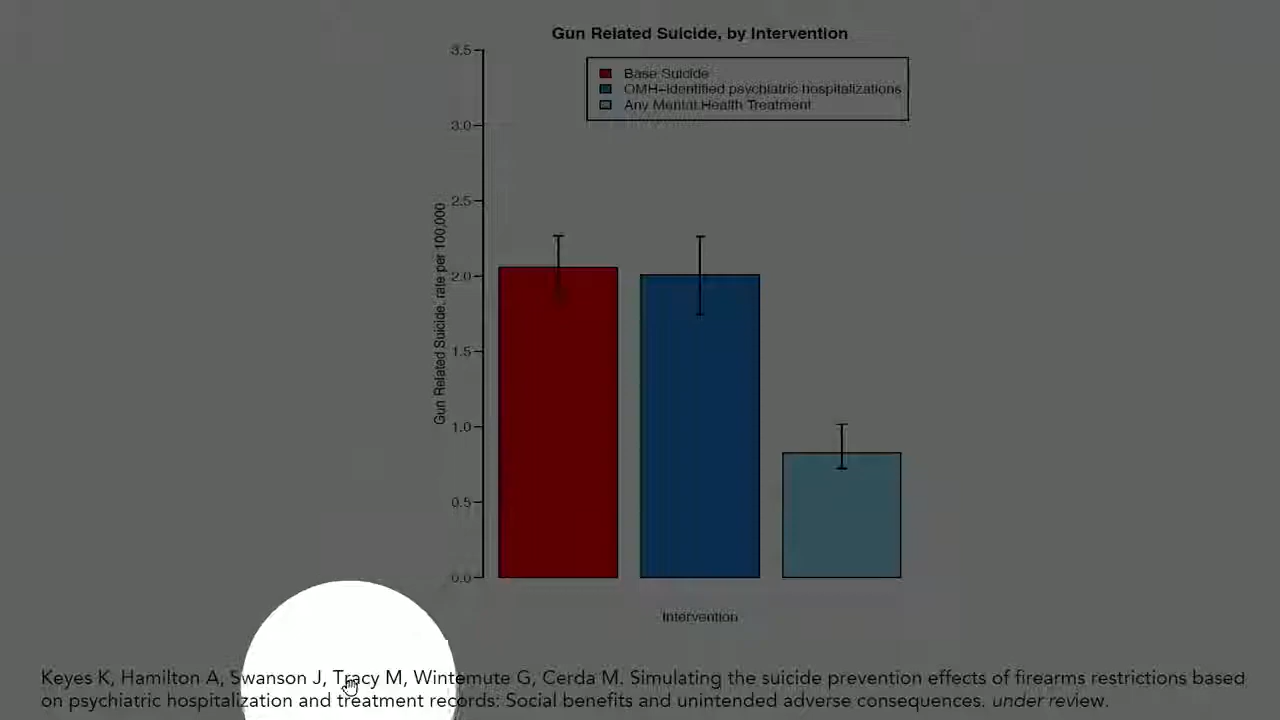 Gun Related Suicide, by Intervention
3.5
Base Suicide
OMH-identified psychiatric hospitalizations
Any Mental Health Treatment
3.0
2.5
Gun Related Suicide, rate per 100,000
2.0
1.5
1.0
0.5
0.0
Intervention
Keyes K, Hamilton A, Swanson J, Tracy M, Wintemute G, Cerda M. Simulating the suicide prevention effects of firearms restrictions based
on psychiatric hospitalization and treatment records: Social benefits and unintended adverse consequences. under review.